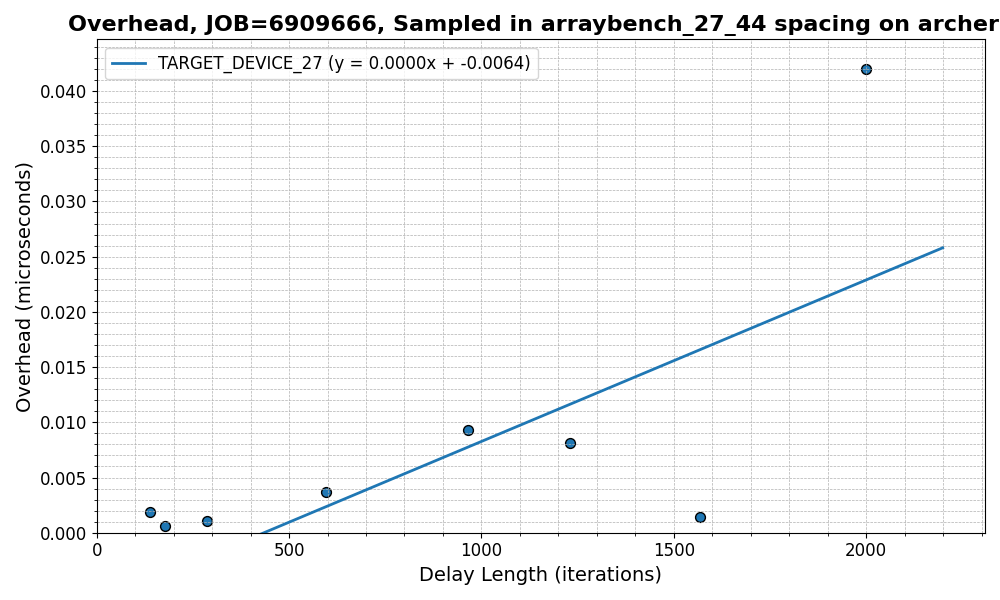 Overhead, JOB=6909666, Sampled in arraybench_27_44 spacing on archer
TARGET_DEVICE_27 (y = 0.0000x + -0.0064)
Overhead (microseconds)
0.040
0.035
0.030
0.025
0.020
0.015
0.010
0.005
0.000
0 500 1000 1500 2000
Delay Length (iterations)